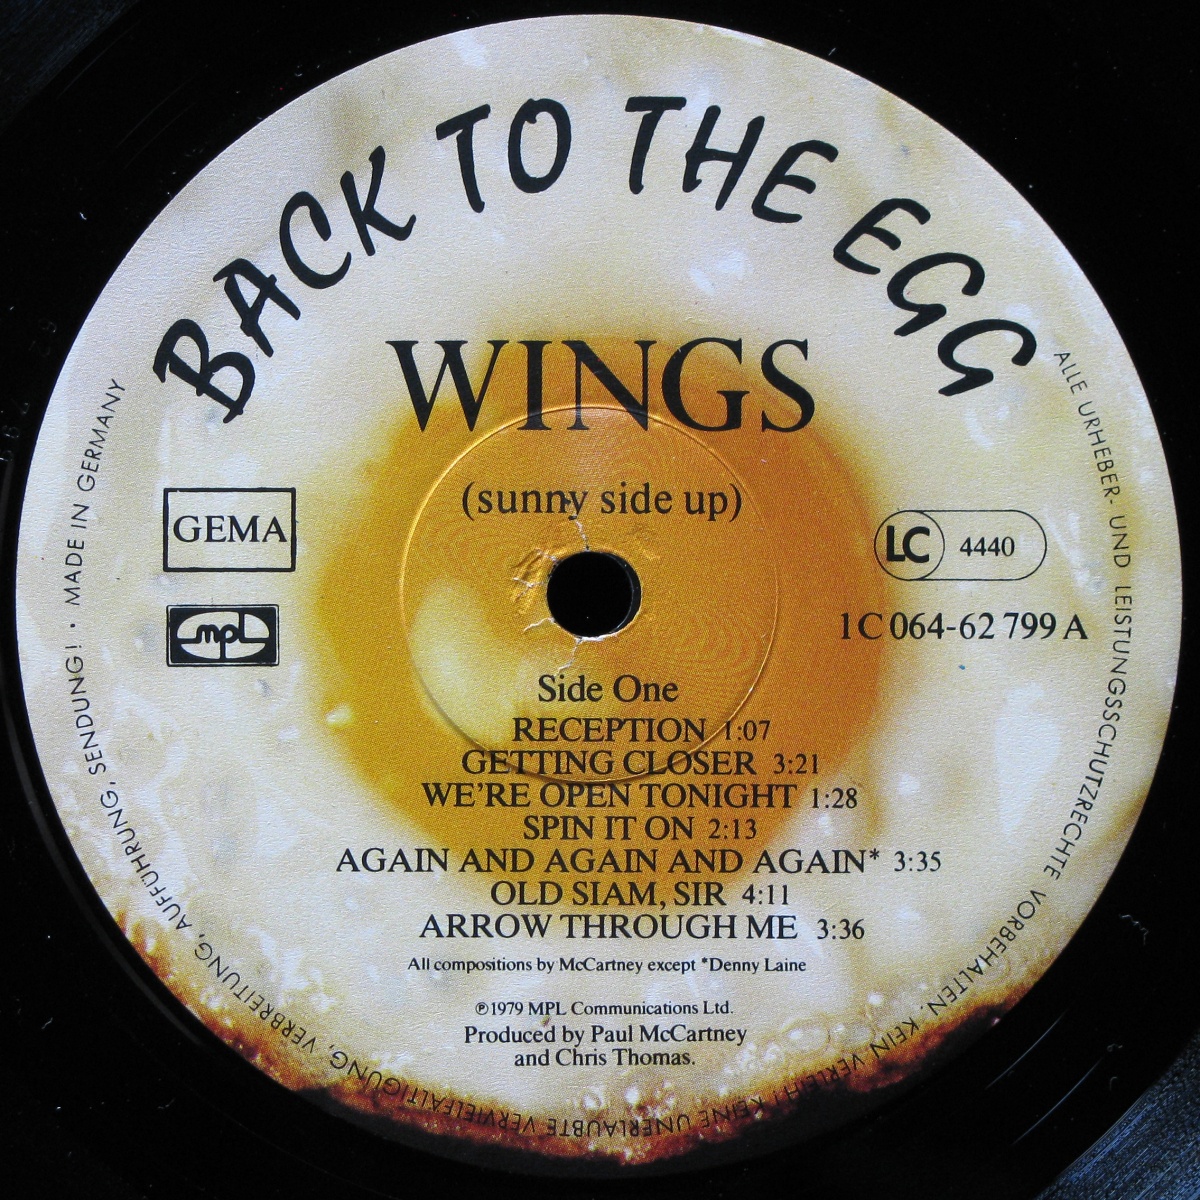 BACK TO THE EGG
WINGS
(sunny side up)
GEMA
LC 4440
mpl
1C 064-62 799 A
Side One
RECEPTION 1:07
GETTING CLOSER 3:21
WE'RE OPEN TONIGHT 1:28
SPIN IT ON 2:13
AGAIN AND AGAIN AND AGAIN* 3:35
OLD SIAM, SIR 4:11
ARROW THROUGH ME 3:36
All compositions by McCartney except *Denny Laine
℗1979 MPL Communications Ltd.
Produced by Paul McCartney
and Chris Thomas.
ALLE URHEBER- UND LEISTUNGSSCHUTZRECHTE VORBEHALTEN. KEIN VERLEIH! KEINE UNERLAUBTE VERVIELFÄLTIGUNG, VERBREITUNG, AUFFÜHRUNG, SENDUNG! • MADE IN GERMANY